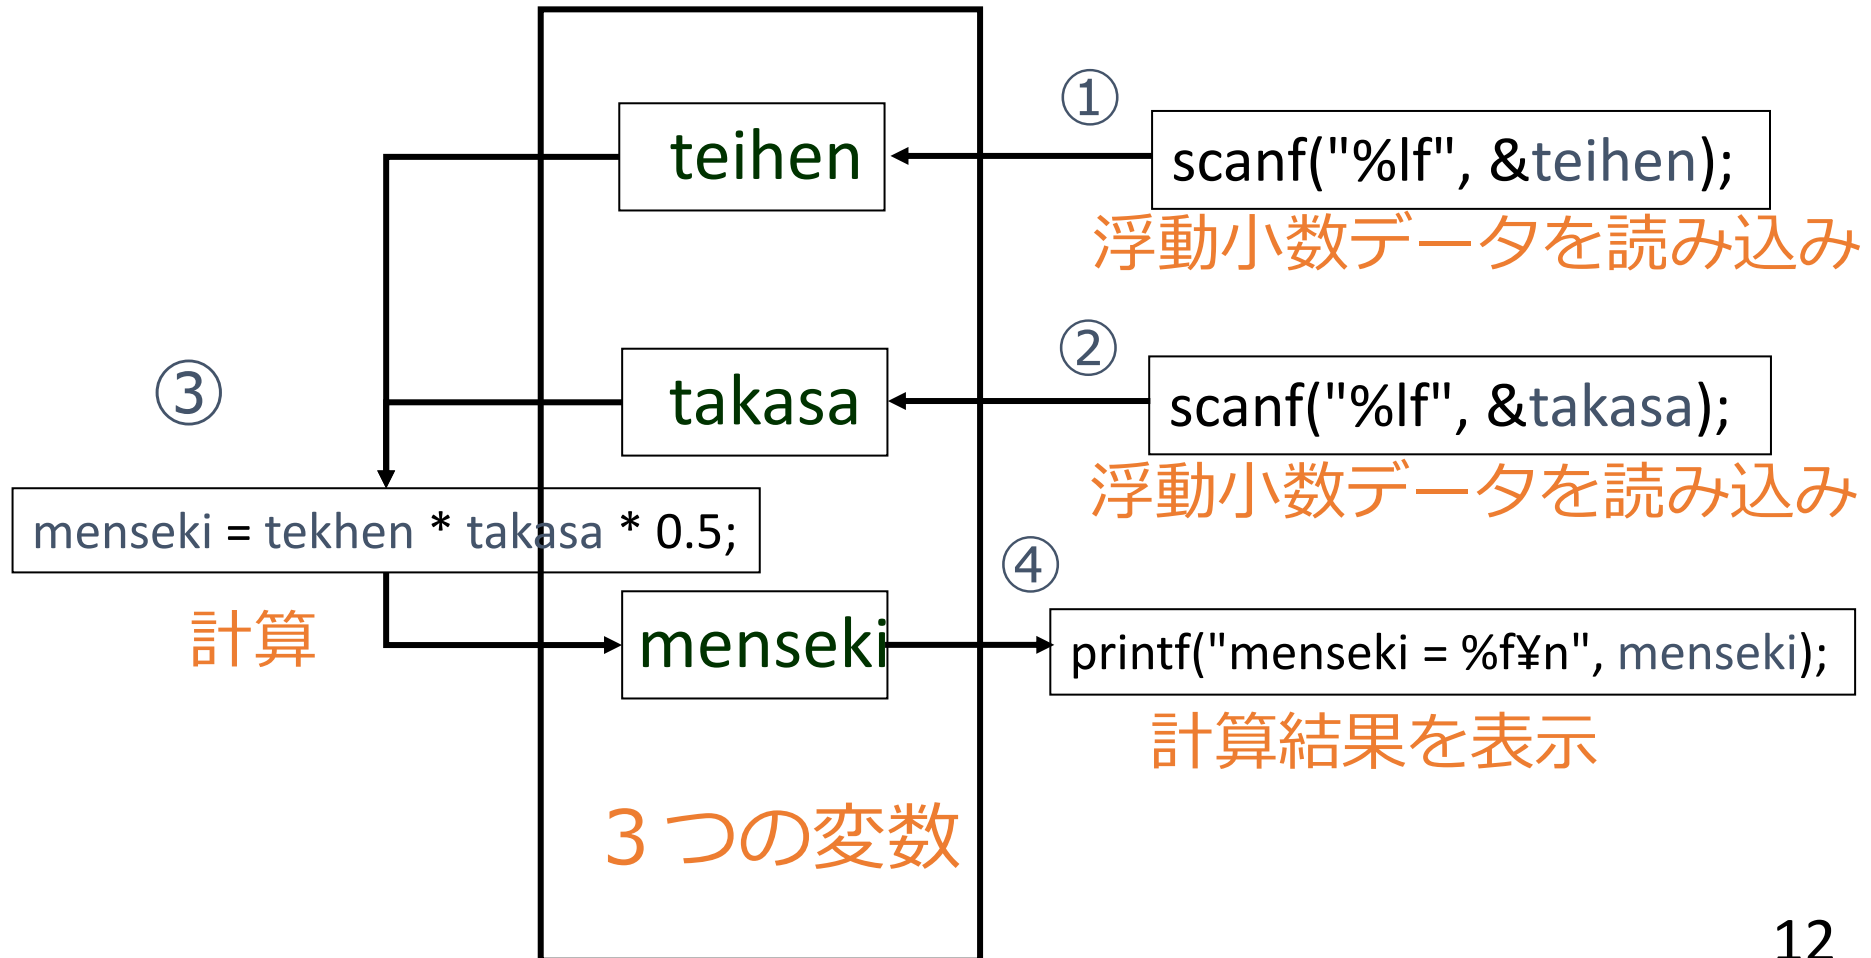 ①
teihen
scanf("%lf", &teihen);
浮動小数データを読み込み
②
③
takasa
scanf("%lf", &takasa);
浮動小数データを読み込み
menseki = tekhen * takasa * 0.5;
④
計算
menseki
printf("menseki = %f¥n", menseki);
計算結果を表示
3つの変数
12